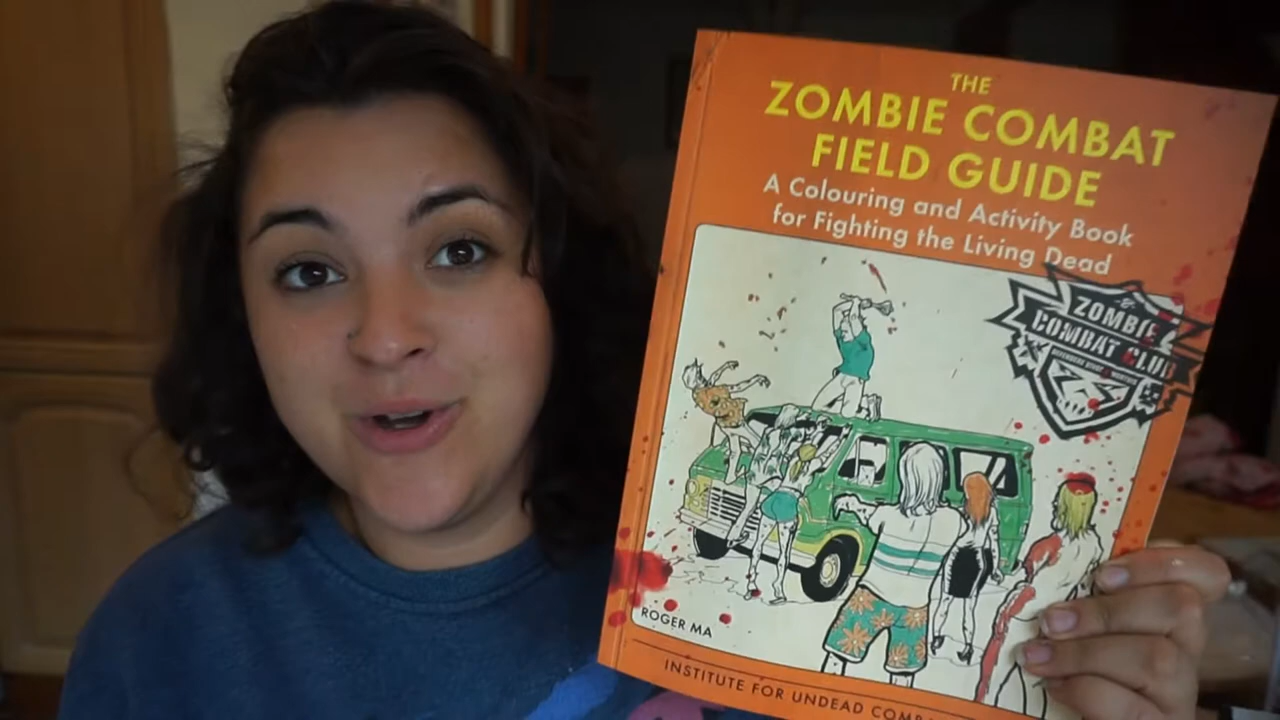 THE
ZOMBIE COMBAT
FIELD GUIDE
A Colouring and Activity Book
for Fighting the Living Dead
ZOMBIE
COMBAT CLUB
ROGER MA
INSTITUTE FOR UNDEAD